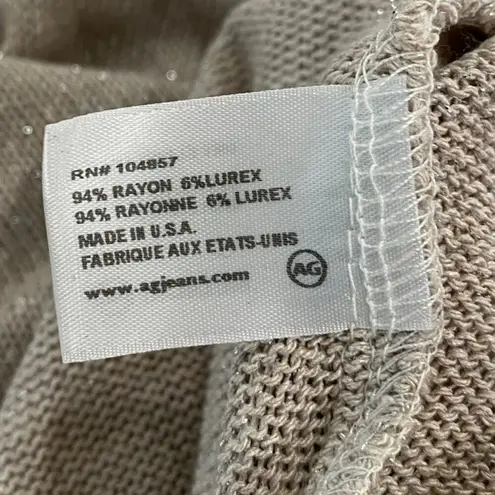 RN# 104857
94% RAYON 6%LUREX
94% RAYONNE 6% LUREX
MADE IN U.S.A.
FABRIQUE AUX ETATS-UNIS
www.agjeans.com
AG